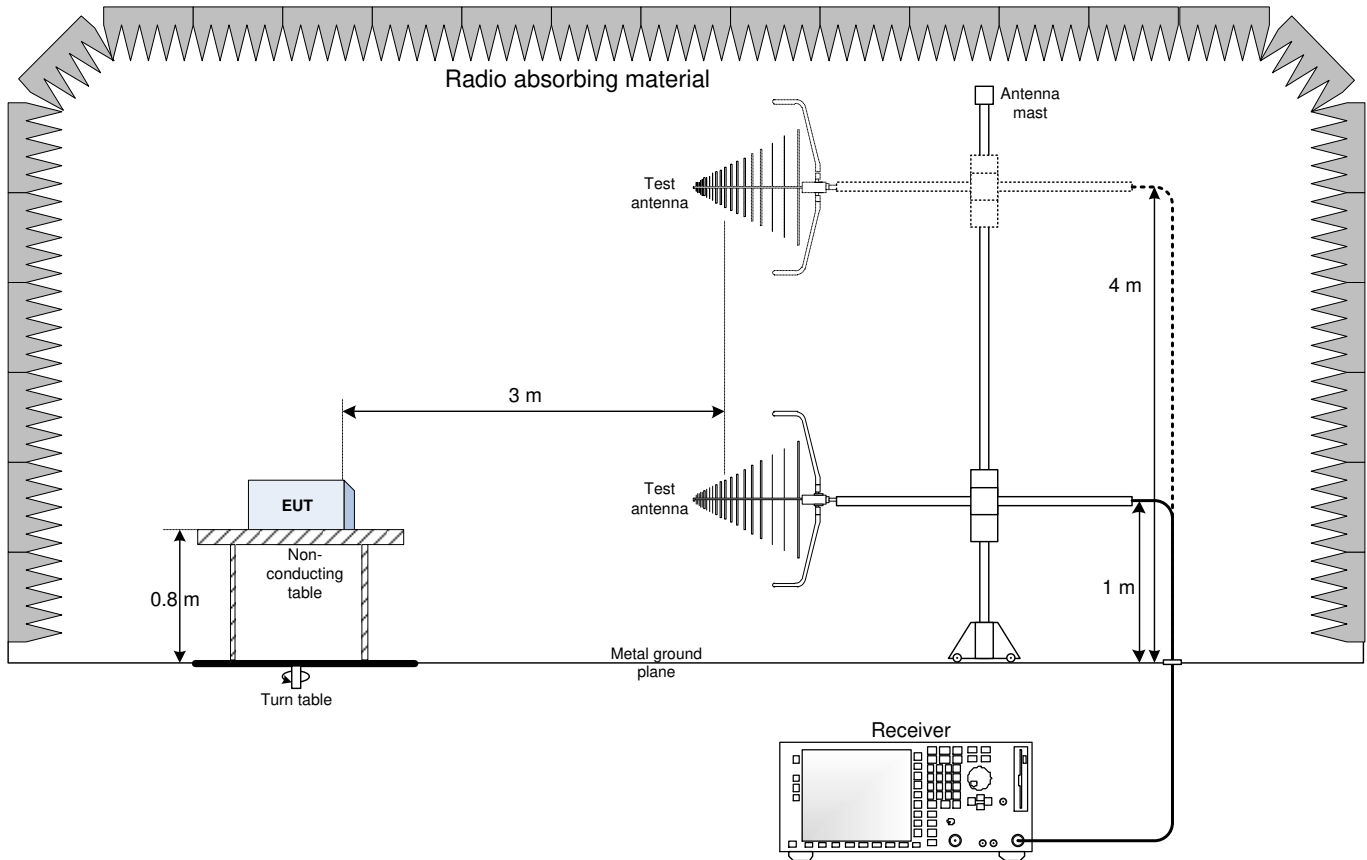 Radio absorbing material
Antenna
mast
Test
antenna
4 m
3 m
Test
antenna
EUT
Non-
conducting
table
0.8 m
1 m
Metal ground
plane
Turn table
Receiver